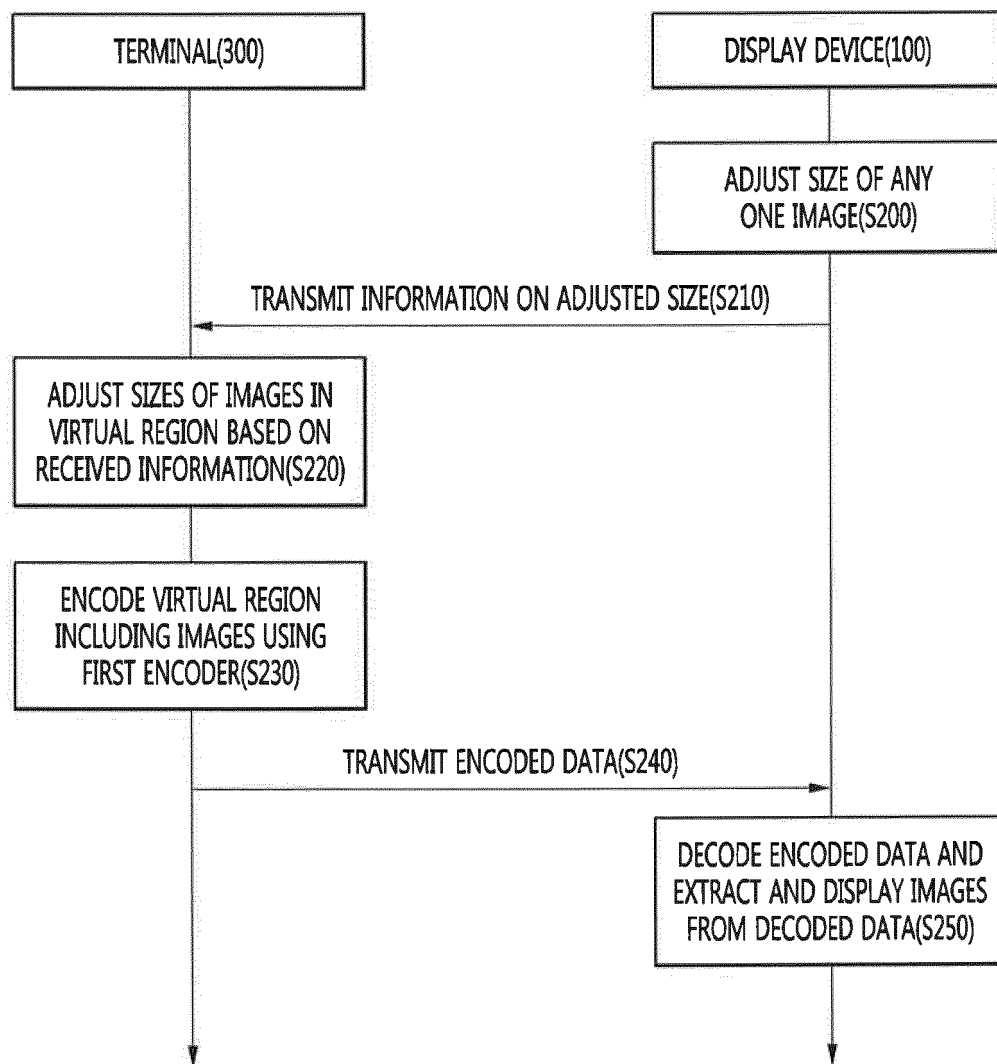 TERMINAL(300)
DISPLAY DEVICE(100)
ADJUST SIZE OF ANY
ONE IMAGE(S200)
TRANSMIT INFORMATION ON ADJUSTED SIZE(S210)
ADJUST SIZES OF IMAGES IN
VIRTUAL REGION BASED ON
RECEIVED INFORMATION(S220)
ENCODE VIRTUAL REGION
INCLUDING IMAGES USING
FIRST ENCODER(S230)
TRANSMIT ENCODED DATA(S240)
DECODE ENCODED DATA AND
EXTRACT AND DISPLAY IMAGES
FROM DECODED DATA(S250)